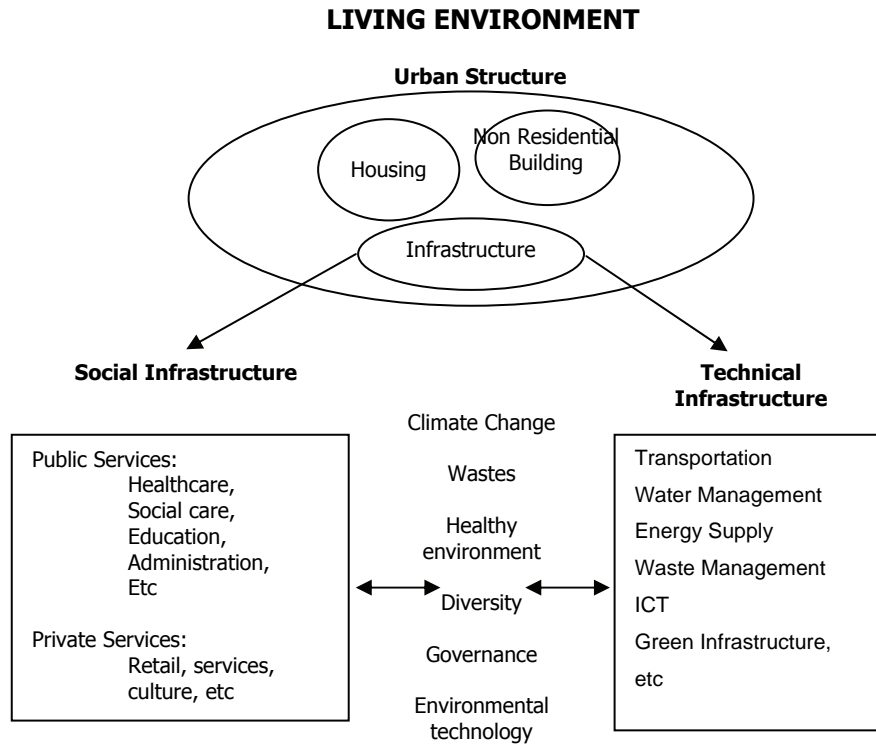 LIVING ENVIRONMENT
Urban Structure
Housing
Non Residential
Building
Infrastructure
Social Infrastructure
Technical
Infrastructure
Public Services:
Healthcare,
Social care,
Education,
Administration,
Etc
Private Services:
Retail, services,
culture, etc
Climate Change
Wastes
Healthy
environment
Diversity
Governance
Environmental
technology
Transportation
Water Management
Energy Supply
Waste Management
ICT
Green Infrastructure,
etc